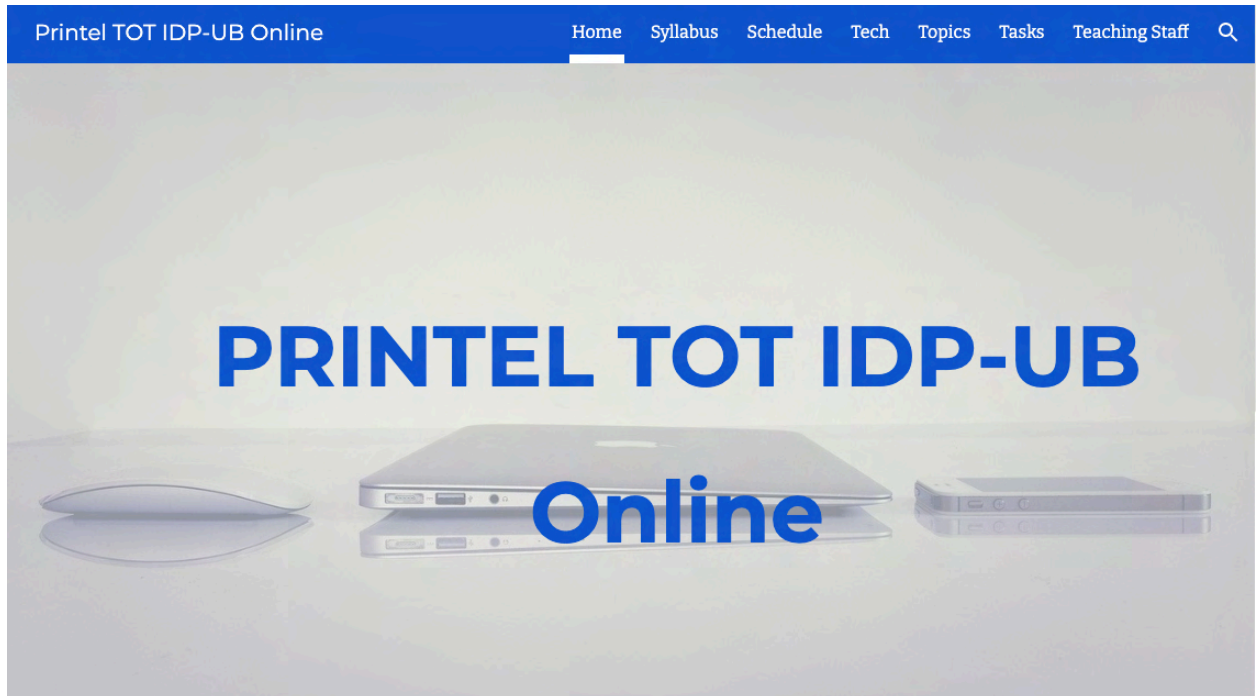 Printel TOT IDP-UB Online
Home Syllabus Schedule Tech Topics Tasks Teaching Staff
PRINTEL TOT IDP-UB
Online